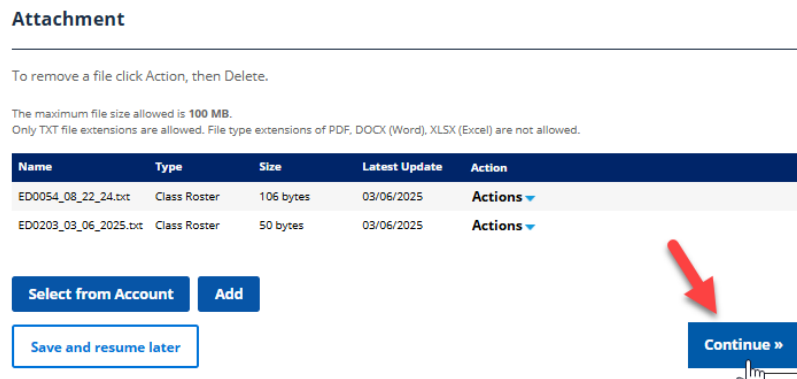 Attachment
To remove a file click Action, then Delete.
The maximum file size allowed is 100 MB.
Only TXT file extensions are allowed. File type extensions of PDF, DOCX (Word), XLSX (Excel) are not allowed.
Name Type Size Latest Update Action
ED0054_08_22_24.txt Class Roster 106 bytes 03/06/2025 Actions
ED0203_03_06_2025.txt Class Roster 50 bytes 03/06/2025 Actions
Select from Account Add
Save and resume later Continue »